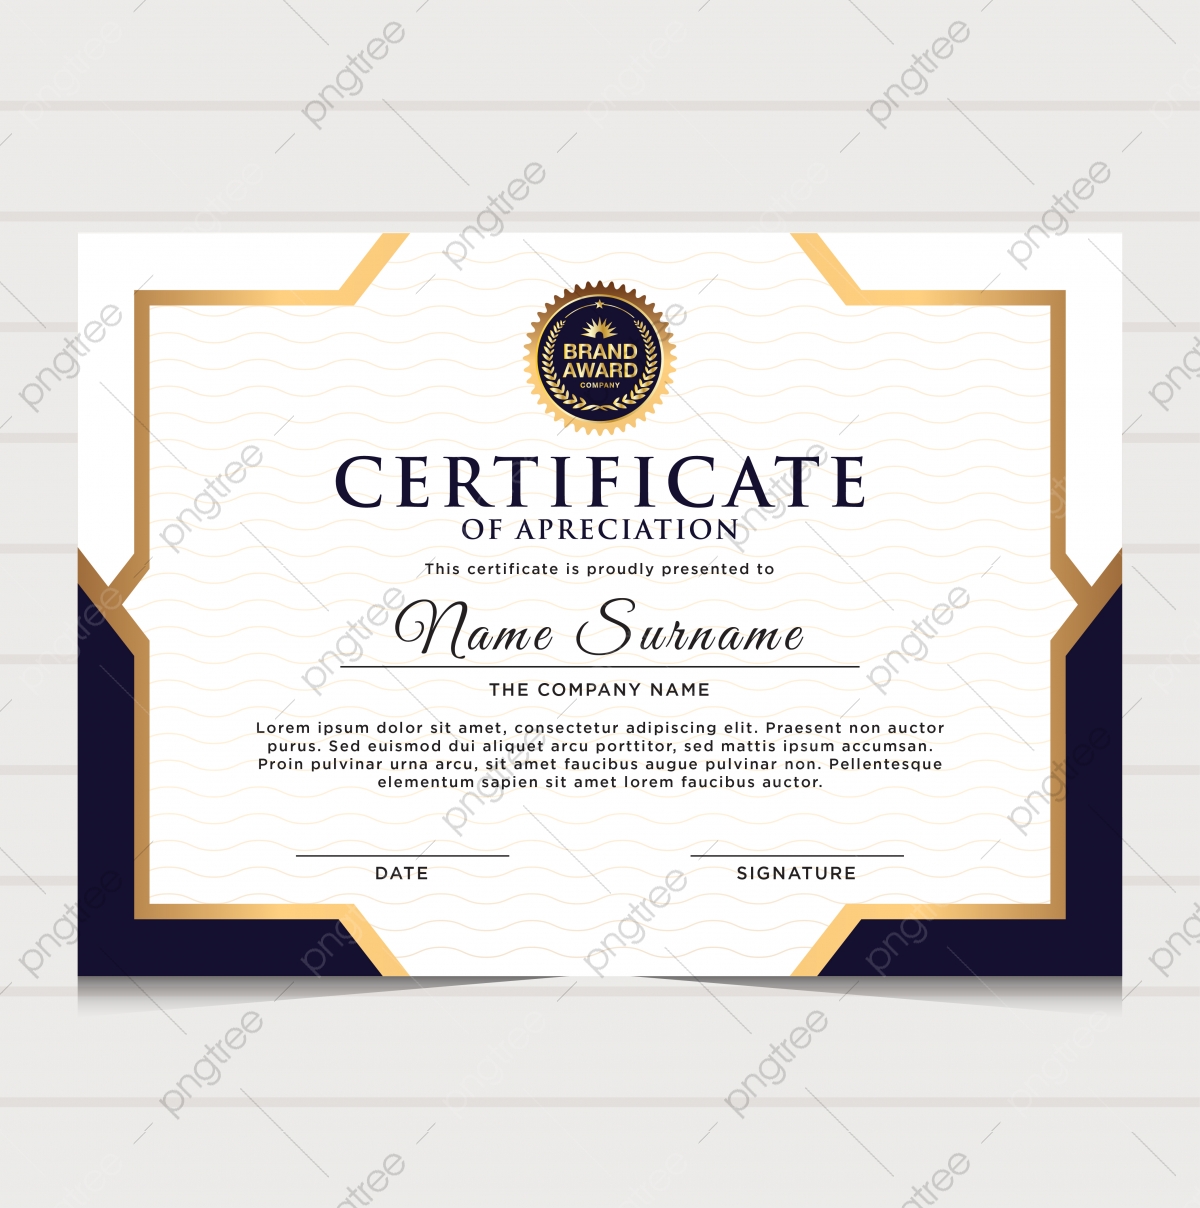 BRAND
AWARD
COMPANY
CERTIFICATE
OF APRECIATION
This certificate is proudly presented to
Name Surname
THE COMPANY NAME
Lorem ipsum dolor sit amet, consectetur adipiscing elit. Praesent non auctor
purus. Sed euismod dui aliquet arcu porttitor, sed mattis ipsum accumsan.
Proin pulvinar urna arcu, sit amet faucibus augue pulvinar non. Pellentesque
elementum sapien sit amet lorem faucibus auctor.
DATE
SIGNATURE
pngtree